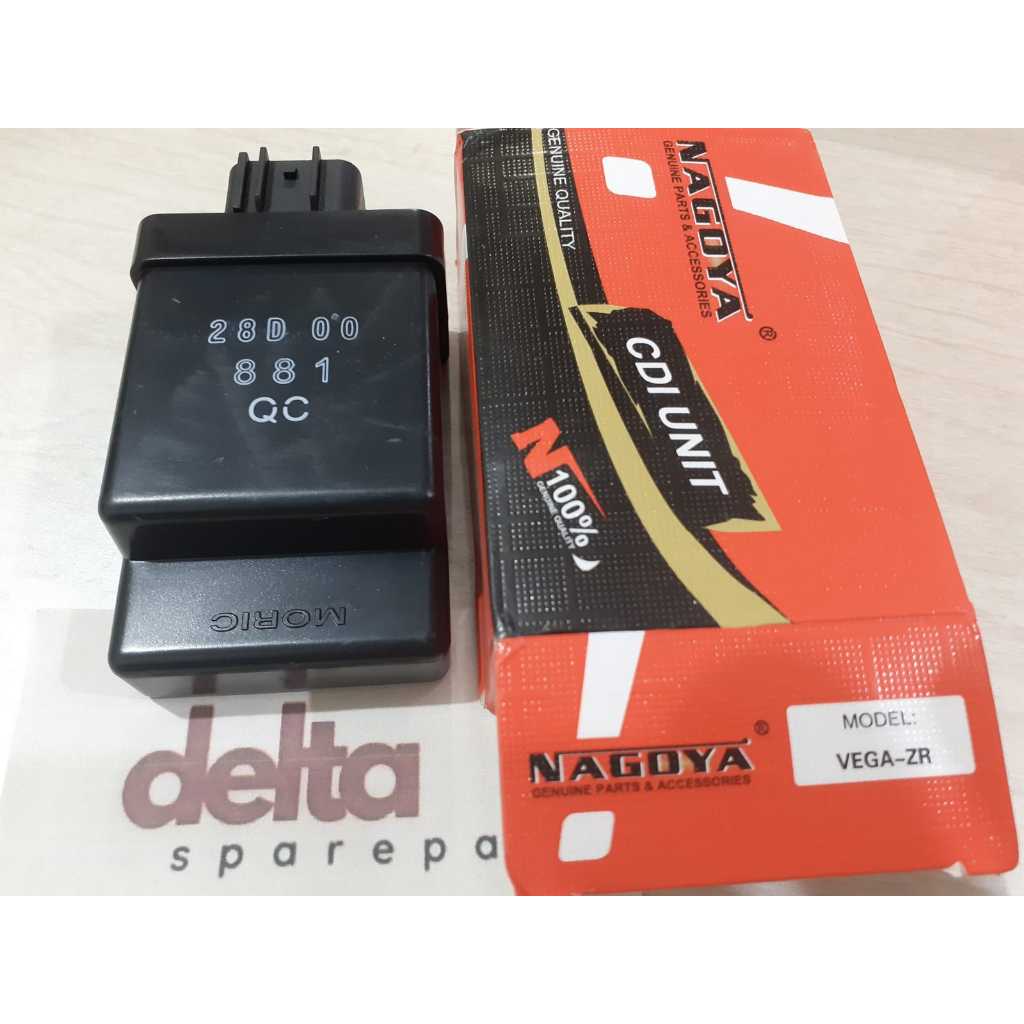 28D 00
881
QC
MORIC
delta
sparepa
GENUINE QUALITY
NAGOYA
GENUINE PARTS & ACCESSORIES
®
CDI UNIT
N 100%
GENUINE QUALITY
NAGOYA ®
GENUINE PARTS & ACCESSORIES
MODEL:
VEGA-ZR